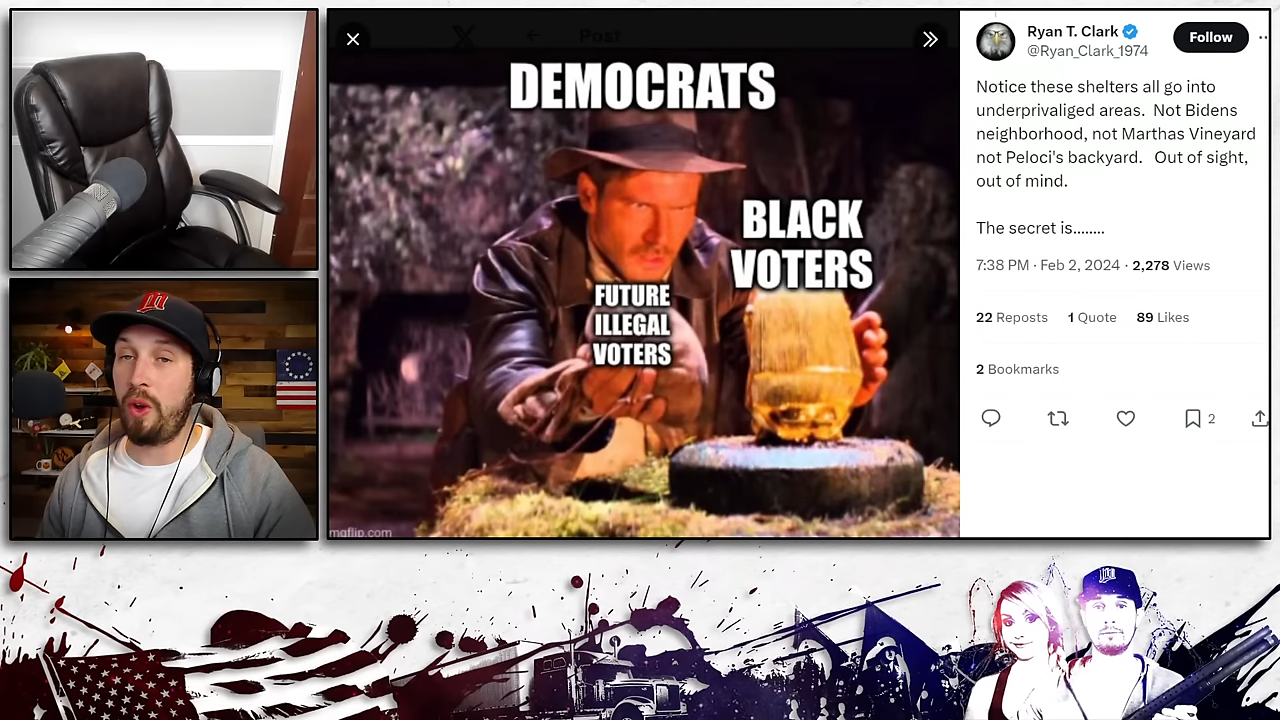 Post
DEMOCRATS
BLACK
VOTERS
FUTURE
ILLEGAL
VOTERS
imgflip.com
Ryan T. Clark
@Ryan_Clark_1974
Follow
Notice these shelters all go into
underprivaliged areas.  Not Bidens
neighborhood, not Marthas Vineyard
not Peloci's backyard.   Out of sight,
out of mind.
The secret is........
7:38 PM · Feb 2, 2024 · 2,278 Views
22 Reposts 1 Quote 89 Likes
2 Bookmarks
2